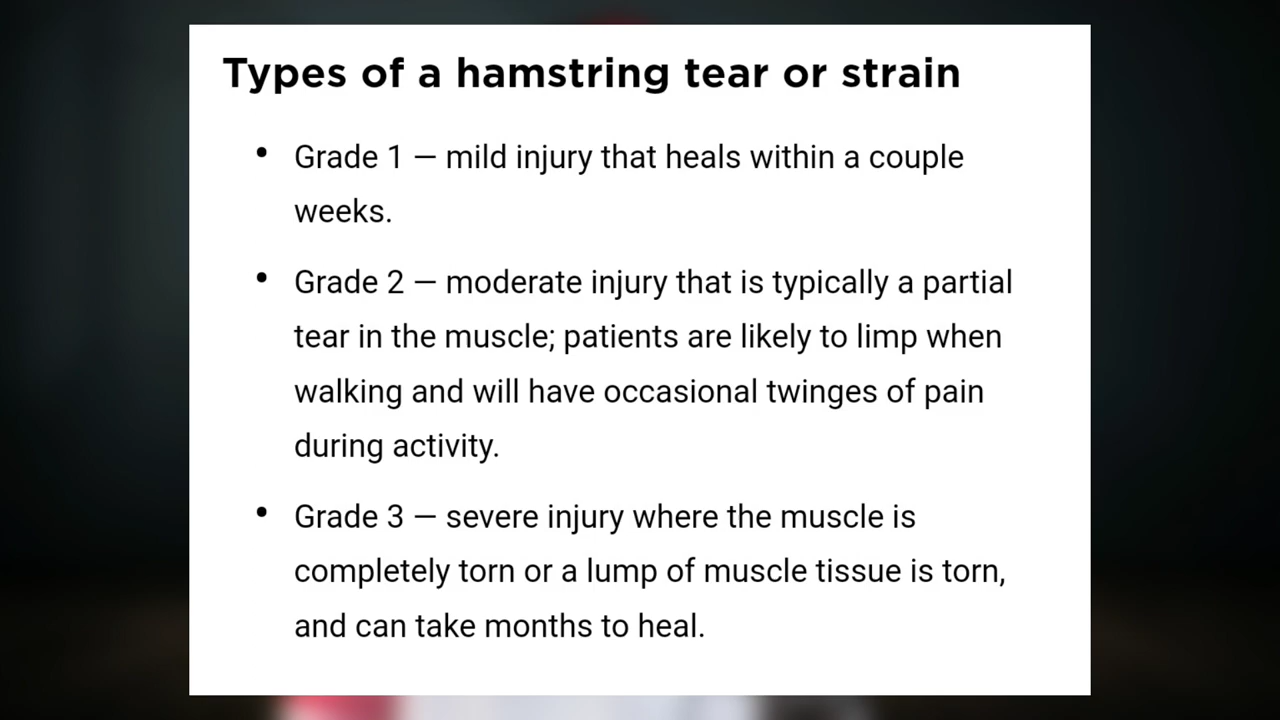 Types of a hamstring tear or strain
• Grade 1 — mild injury that heals within a couple
weeks.
• Grade 2 — moderate injury that is typically a partial
tear in the muscle; patients are likely to limp when
walking and will have occasional twinges of pain
during activity.
• Grade 3 — severe injury where the muscle is
completely torn or a lump of muscle tissue is torn,
and can take months to heal.